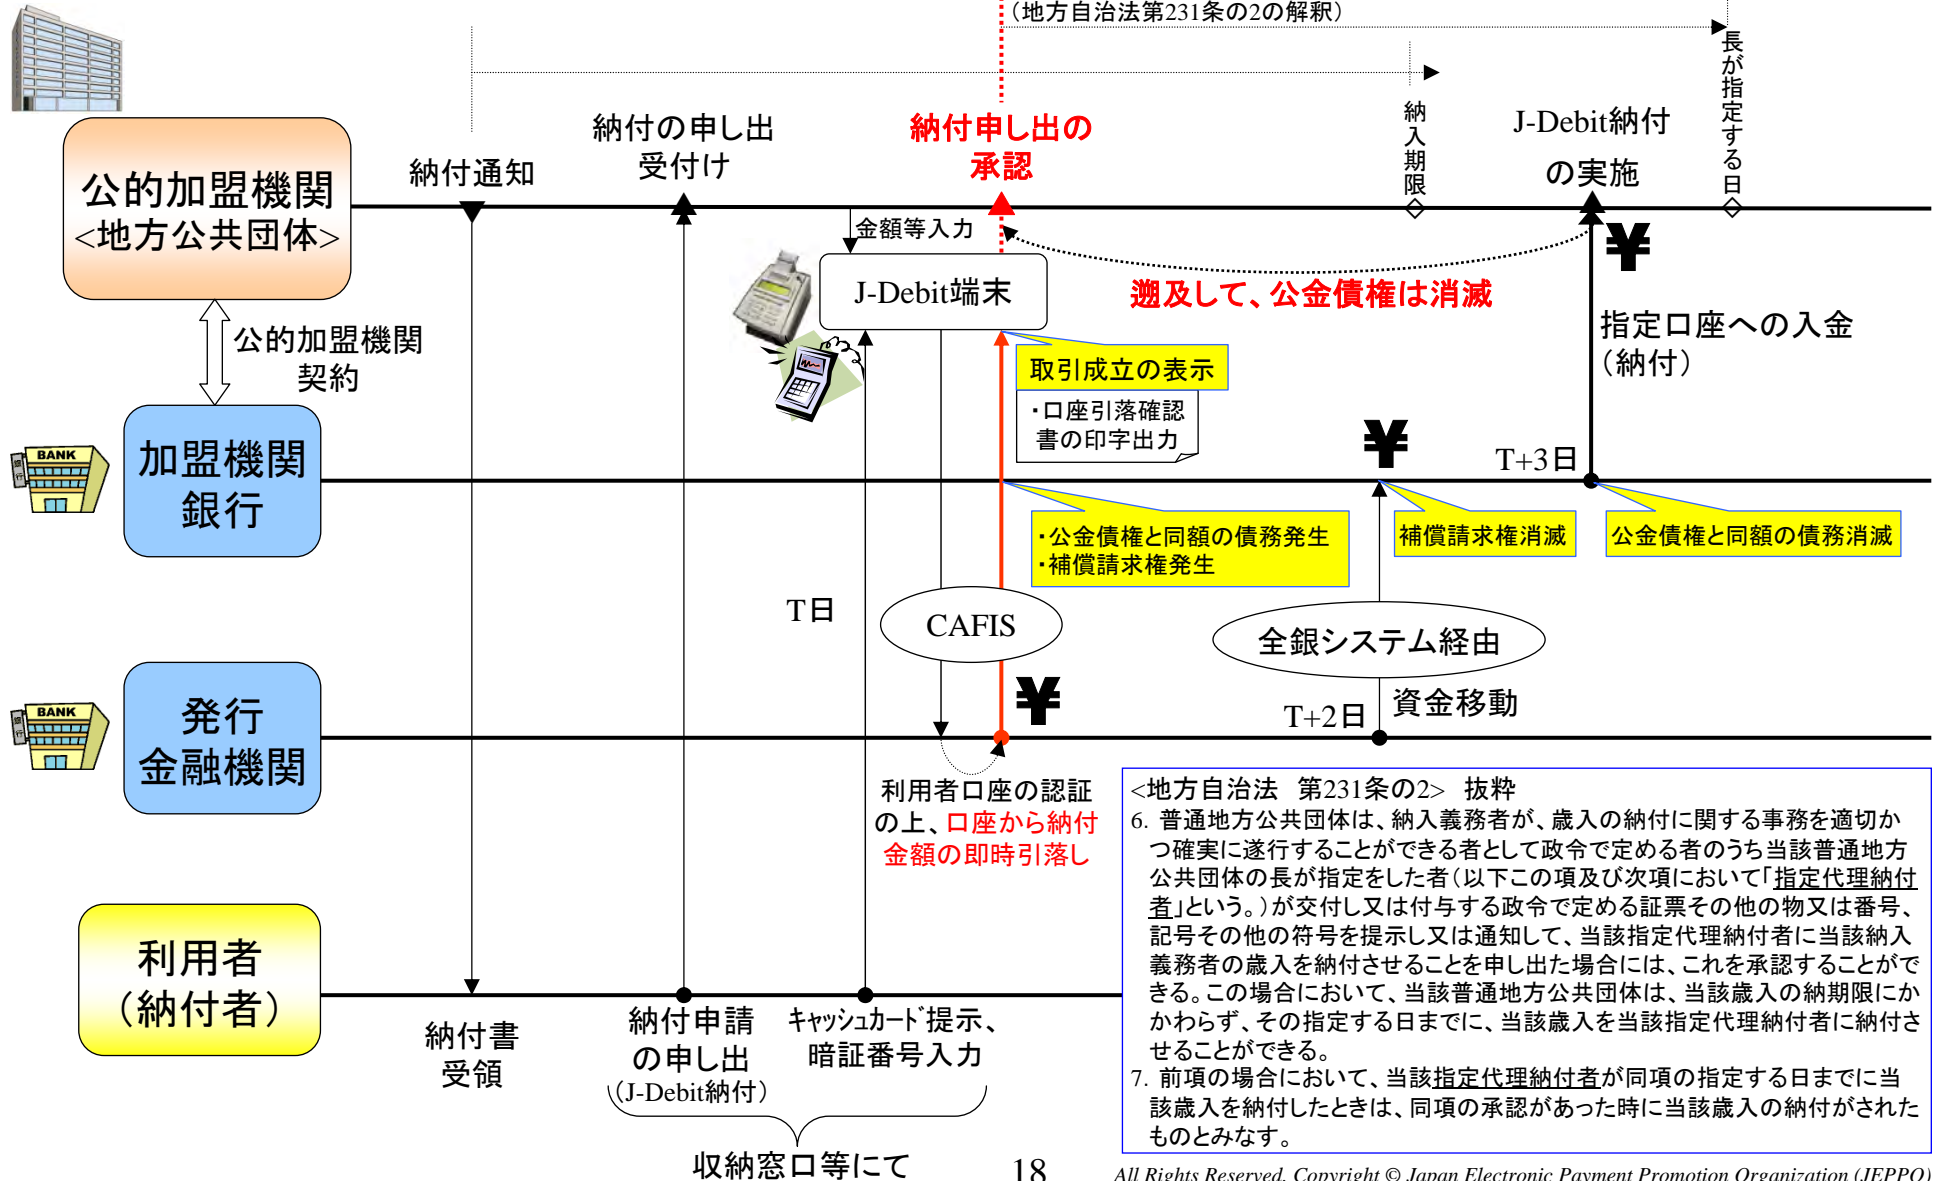 （地方自治法第231条の2の解釈）
長が指定する日
納入期限
納付通知
納付の申し出
受付け
納付申し出の
承認
J-Debit納付
の実施
公的加盟機関
<地方公共団体>
金額等入力
J-Debit端末
遡及して、公金債権は消滅
指定口座への入金
（納付）
公的加盟機関
契約
取引成立の表示
・口座引落確認
書の印字出力
BANK
加盟機関
銀行
T+3日
・公金債権と同額の債務発生
・補償請求権発生
補償請求権消滅
公金債権と同額の債務消滅
T日
CAFIS
全銀システム経由
BANK
発行
金融機関
T+2日
資金移動
利用者口座の認証
の上、口座から納付
金額の即時引落し
利用者
（納付者）
納付書
受領
納付申請
の申し出
（J-Debit納付）
ｷｬｯｼｭｶｰﾄﾞ提示、
暗証番号入力
収納窓口等にて
<地方自治法　第231条の2>　抜粋
6. 普通地方公共団体は、納入義務者が、歳入の納付に関する事務を適切か
つ確実に遂行することができる者として政令で定める者のうち当該普通地方
公共団体の長が指定をした者（以下この項及び次項において「指定代理納付
者」という。）が交付し又は付与する政令で定める証票その他の物又は番号、
記号その他の符号を提示し又は通知して、当該指定代理納付者に当該納入
義務者の歳入を納付させることを申し出た場合には、これを承認することがで
きる。この場合において、当該普通地方公共団体は、当該歳入の納期限にか
かわらず、その指定する日までに、当該歳入を当該指定代理納付者に納付さ
せることができる。
7. 前項の場合において、当該指定代理納付者が同項の指定する日までに当
該歳入を納付したときは、同項の承認があった時に当該歳入の納付がされた
ものとみなす。
18
All Rights Reserved, Copyright © Japan Electronic Payment Promotion Organization (JEPPO)